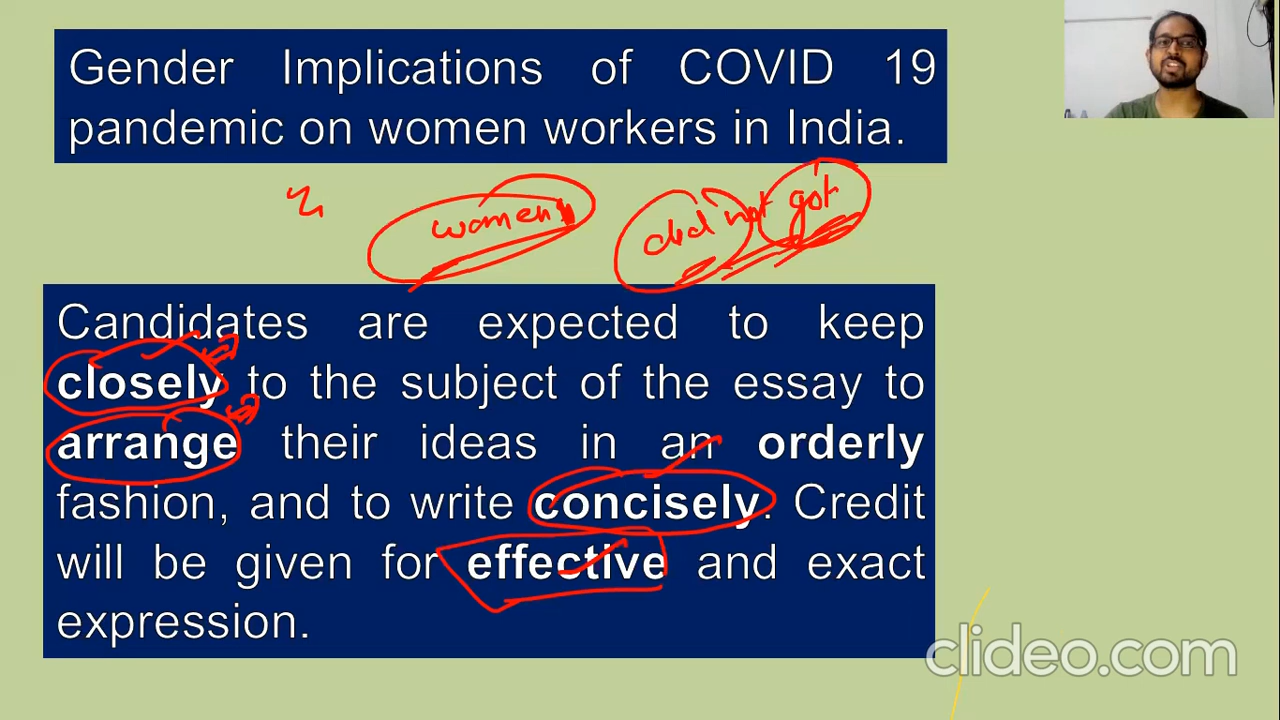 Gender Implications of COVID 19
pandemic on women workers in India.
women
did not got
Candidates are expected to keep
closely to the subject of the essay to
arrange their ideas in an orderly
fashion, and to write concisely. Credit
will be given for effective and exact
expression.
clideo.com